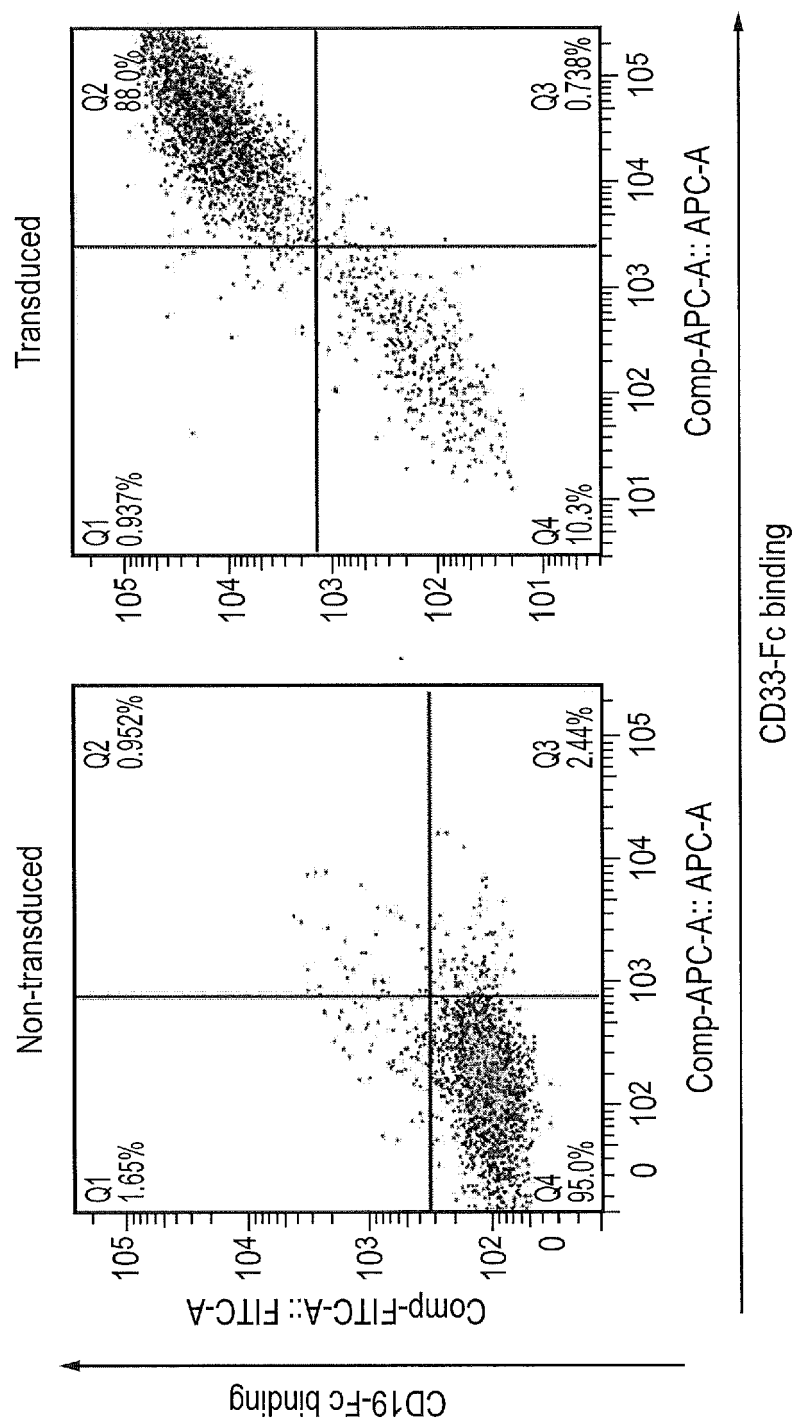 Non-transduced
Q1
1.65%
Q2
0.952%
Q4
95.0%
Q3
2.44%
105
104
103
102
0
0
102
103
104
105
Comp-FITC-A:: FITC-A
Comp-APC-A:: APC-A
Transduced
Q1
0.937%
Q2
88.0%
Q4
10.3%
Q3
0.738%
105
104
103
102
101
101
102
103
104
105
Comp-APC-A:: APC-A
CD19-Fc binding
CD33-Fc binding